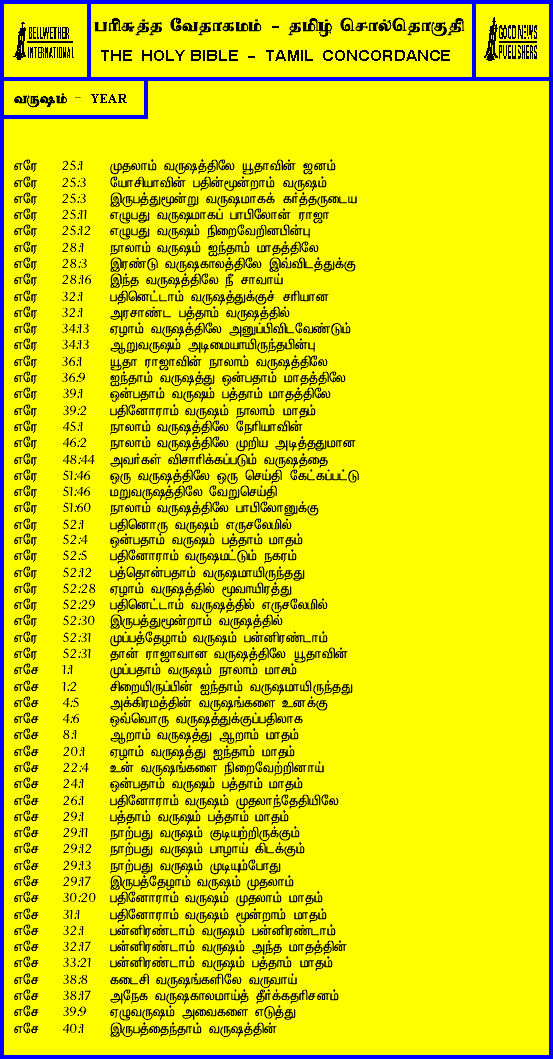 BELLWETHER
INTERNATIONAL
பரிசுத்த வேதாகமம் - தமிழ் சொல்தொகுதி
THE HOLY BIBLE - TAMIL CONCORDANCE
GOOD NEWS
PUBLISHERS
வருஷம் - YEAR
எரே 25:1 முதலாம் வருஷத்திலே யூதாவின் ஜனம்
எரே 25:3 யோசியாவின் பதின்மூன்றாம் வருஷம்
எரே 25:3 இருபத்துமூன்று வருஷமாகக் கர்த்தருடைய
எரே 25:11 எழுபது வருஷமாகப் பாபிலோன் ராஜா
எரே 25:12 எழுபது வருஷம் நிறைவேறினபின்பு
எரே 28:1 நாலாம் வருஷம் ஐந்தாம் மாதத்திலே
எரே 28:3 இரண்டு வருஷகாலத்திலே இவ்விடத்துக்கு
எரே 28:16 இந்த வருஷத்திலே நீ சாவாய்
எரே 32:1 பதினெட்டாம் வருஷத்துக்குச் சரியான
எரே 32:1 அரசாண்ட பத்தாம் வருஷத்தில்
எரே 34:13 ஏழாம் வருஷத்திலே அனுப்பிவிடவேண்டும்
எரே 34:13 ஆறுவருஷம் அடிமையாயிருந்தபின்பு
எரே 36:1 யூதா ராஜாவின் நாலாம் வருஷத்திலே
எரே 36:9 ஐந்தாம் வருஷத்து ஒன்பதாம் மாதத்திலே
எரே 39:1 ஒன்பதாம் வருஷம் பத்தாம் மாதத்திலே
எரே 39:2 பதினோராம் வருஷம் நாலாம் மாதம்
எரே 45:1 நாலாம் வருஷத்திலே நேரியாவின்
எரே 46:2 நாலாம் வருஷத்திலே முறிய அடித்ததுமான
எரே 48:44 அவர்கள் விசாரிக்கப்படும் வருஷத்தை
எரே 51:46 ஒரு வருஷத்திலே ஒரு செய்தி கேட்கப்பட்டு
எரே 51:46 மறுவருஷத்திலே வேறுசெய்தி
எரே 51:60 நாலாம் வருஷத்திலே பாபிலோனுக்கு
எரே 52:1 பதினொரு வருஷம் எருசலேமில்
எரே 52:4 ஒன்பதாம் வருஷம் பத்தாம் மாதம்
எரே 52:5 பதினோராம் வருஷமட்டும் நகரம்
எரே 52:12 பத்தொன்பதாம் வருஷமாயிருந்தது
எரே 52:28 ஏழாம் வருஷத்தில் மூவாயிரத்து
எரே 52:29 பதினெட்டாம் வருஷத்தில் எருசலேமில்
எரே 52:30 இருபத்துமூன்றாம் வருஷத்தில்
எரே 52:31 முப்பத்தேழாம் வருஷம் பன்னிரண்டாம்
எரே 52:31 தான் ராஜாவான வருஷத்திலே யூதாவின்
எசே 1:1 முப்பதாம் வருஷம் நாலாம் மாசம்
எசே 1:2 சிறையிருப்பின் ஐந்தாம் வருஷமாயிருந்தது
எசே 4:5 அக்கிரமத்தின் வருஷங்களை உனக்கு
எசே 4:6 ஒவ்வொரு வருஷத்துக்குப்பதிலாக
எசே 8:1 ஆறாம் வருஷத்து ஆறாம் மாதம்
எசே 20:1 ஏழாம் வருஷத்து ஐந்தாம் மாதம்
எசே 22:4 உன் வருஷங்களை நிறைவேற்றினாய்
எசே 24:1 ஒன்பதாம் வருஷம் பத்தாம் மாதம்
எசே 26:1 பதினோராம் வருஷம் முதலாந்தேதியிலே
எசே 29:1 பத்தாம் வருஷம் பத்தாம் மாதம்
எசே 29:11 நாற்பது வருஷம் குடியற்றிருக்கும்
எசே 29:12 நாற்பது வருஷம் பாழாய் கிடக்கும்
எசே 29:13 நாற்பது வருஷம் முடியும்போது
எசே 29:17 இருபத்தேழாம் வருஷம் முதலாம்
எசே 30:20 பதினோராம் வருஷம் முதலாம் மாதம்
எசே 31:1 பதினோராம் வருஷம் மூன்றாம் மாதம்
எசே 32:1 பன்னிரண்டாம் வருஷம் பன்னிரண்டாம்
எசே 32:17 பன்னிரண்டாம் வருஷம் அந்த மாதத்தின்
எசே 33:21 பன்னிரண்டாம் வருஷம் பத்தாம் மாதம்
எசே 38:8 கடைசி வருஷங்களிலே வருவாய்
எசே 38:17 அநேக வருஷகாலமாய்த் தீர்க்கதரிசனம்
எசே 39:9 ஏழுவருஷம் அவைகளை எடுத்து
எசே 40:1 இருபத்தைந்தாம் வருஷத்தின்